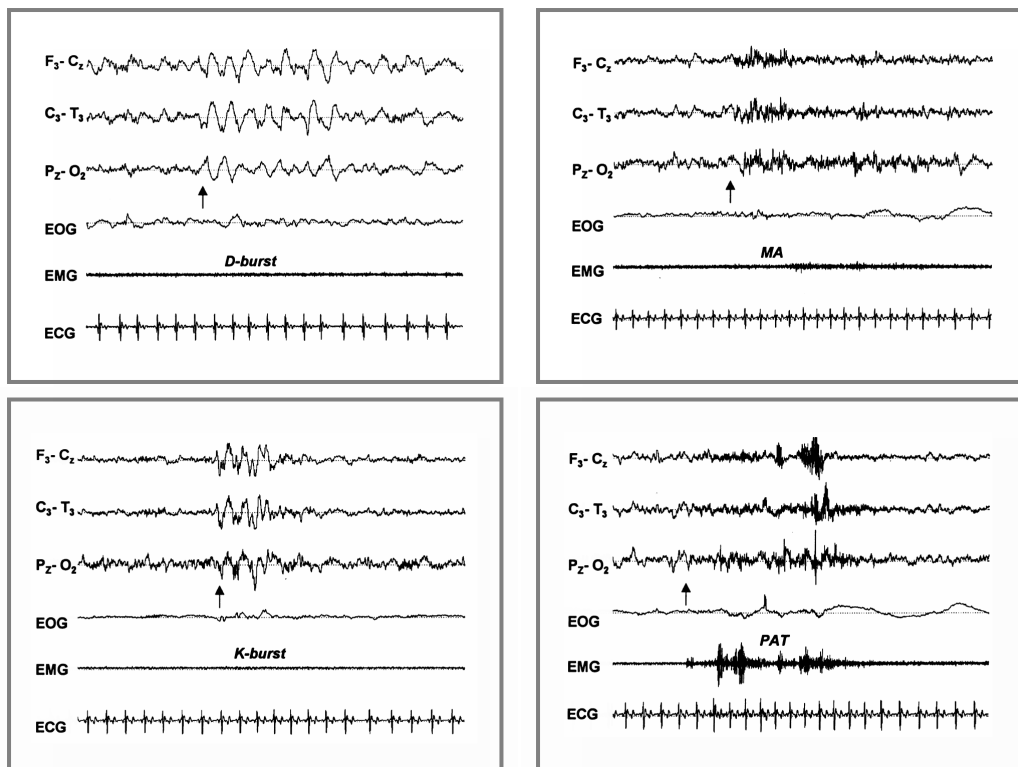 F3- Cz
C3- T3
PZ- O2
EOG
D-burst
EMG
ECG
F3- Cz
C3- T3
PZ- O2
EOG
MA
EMG
ECG
F3- Cz
C3- T3
PZ- O2
EOG
K-burst
EMG
ECG
F3- Cz
C3- T3
PZ- O2
EOG
PAT
EMG
ECG